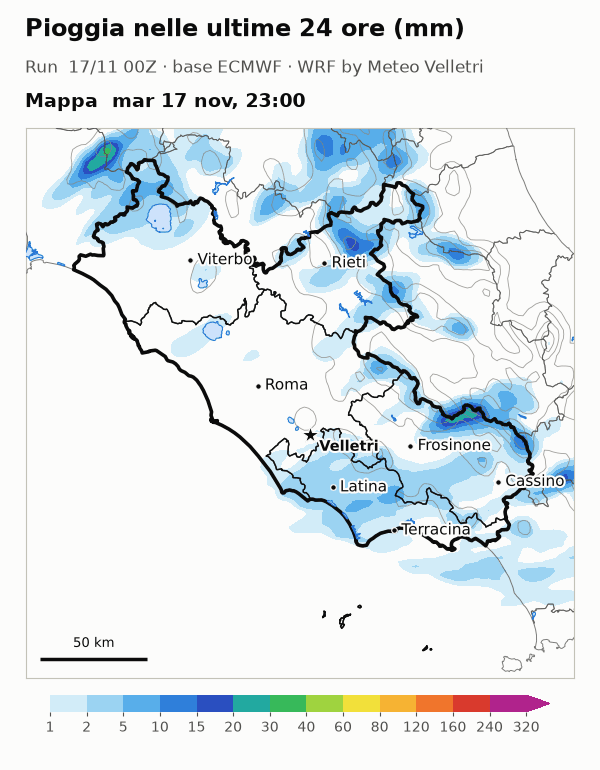 Pioggia nelle ultime 24 ore (mm)
Run  17/11 00Z · base ECMWF · WRF by Meteo Velletri
Mappa  mar 17 nov, 23:00
Viterbo
Rieti
Roma
Velletri
Frosinone
Cassino
Latina
Terracina
50 km
1 2 5 10 15 20 30 40 60 80 120 160 240 320